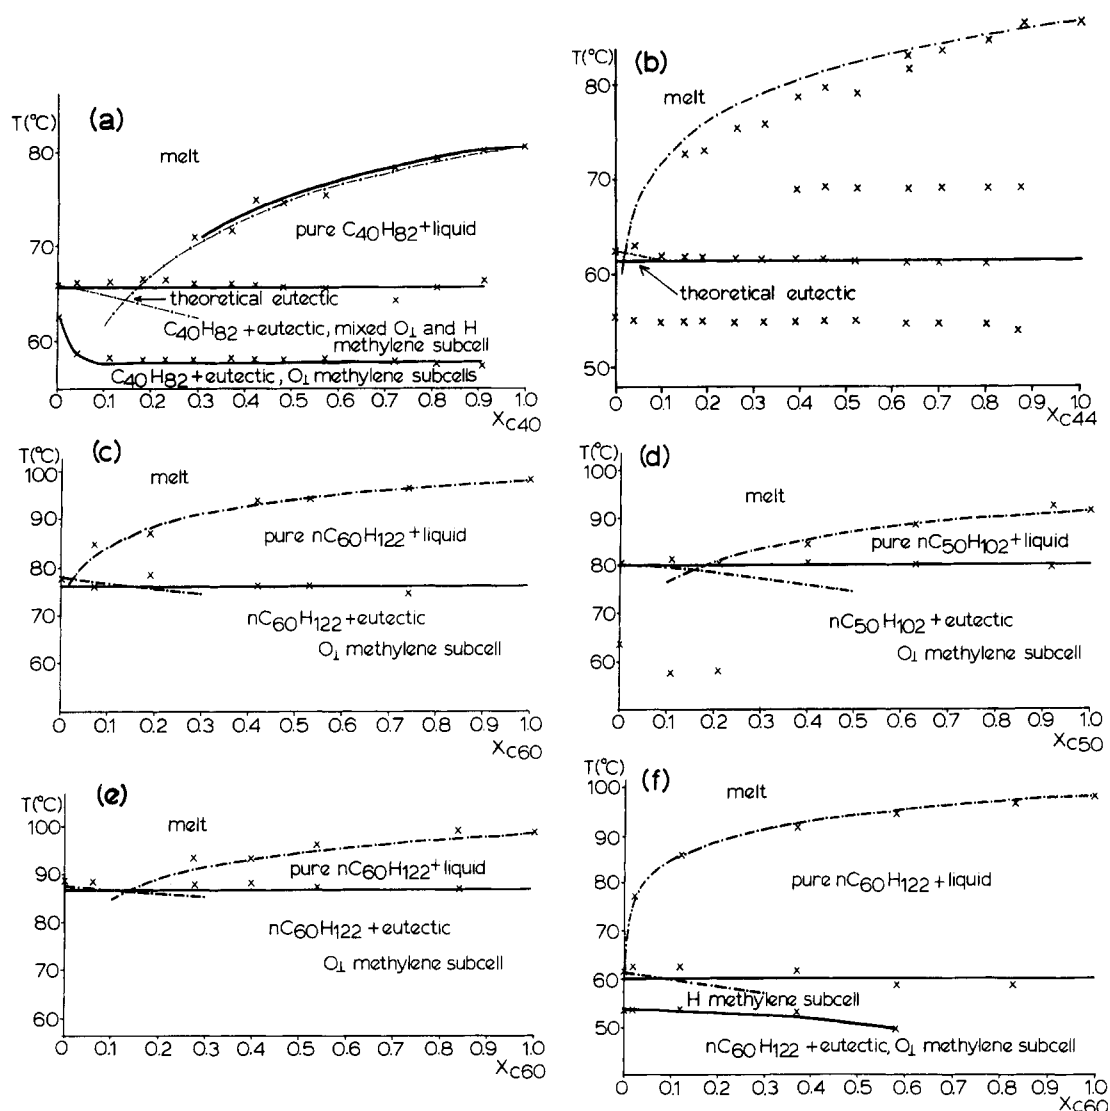 (a)
T(°C)
melt
80
70
60
pure C40H82+liquid
theoretical eutectic
C40H82+eutectic, mixed O⊥ and H
methylene subcell
C40H82+eutectic, O⊥ methylene subcells
0 0.1 0.2 0.3 0.4 0.5 0.6 0.7 0.8 0.9 1.0
XC40
(b)
T(°C)
melt
80
70
60
50
48
theoretical eutectic
0 0.1 0.2 0.3 0.4 0.5 0.6 0.7 0.8 0.9 1.0
XC44
(c)
T(°C)
melt
100
90
80
70
60
pure nC60H122+liquid
nC60H122+eutectic
O⊥ methylene subcell
0 0.1 0.2 0.3 0.4 0.5 0.6 0.7 0.8 0.9 1.0
XC60
(d)
T(°C)
melt
100
90
80
70
60
pure nC50H102+liquid
nC50H102+eutectic
O⊥ methylene subcell
0 0.1 0.2 0.3 0.4 0.5 0.6 0.7 0.8 0.9 1.0
XC50
(e)
T(°C)
melt
100
90
80
70
60
pure nC60H122+liquid
nC60H122+eutectic
O⊥ methylene subcell
0 0.1 0.2 0.3 0.4 0.5 0.6 0.7 0.8 0.9 1.0
XC60
(f)
T(°C)
melt
100
90
80
70
60
50
pure nC60H122+liquid
H methylene subcell
nC60H122+eutectic, O⊥ methylene subcell
0 0.1 0.2 0.3 0.4 0.5 0.6 0.7 0.8 0.9 1.0
XC60